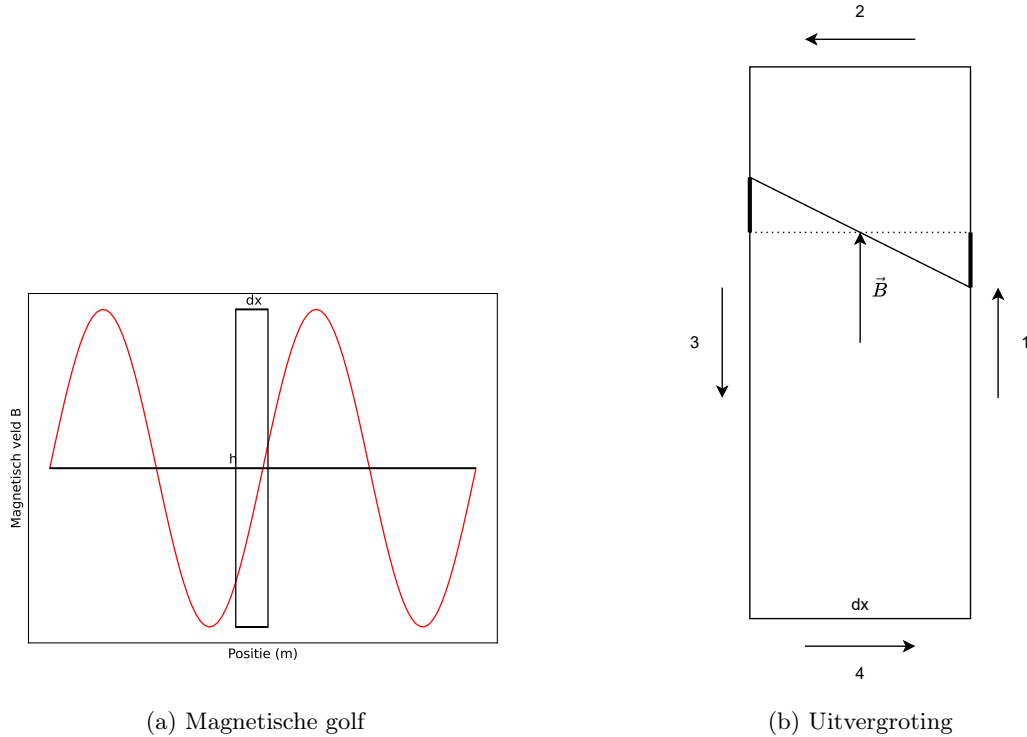 dx
h
Magnetisch veld B
Positie (m)
(a) Magnetische golf
2
3
B⃗
1
dx
4
(b) Uitvergroting